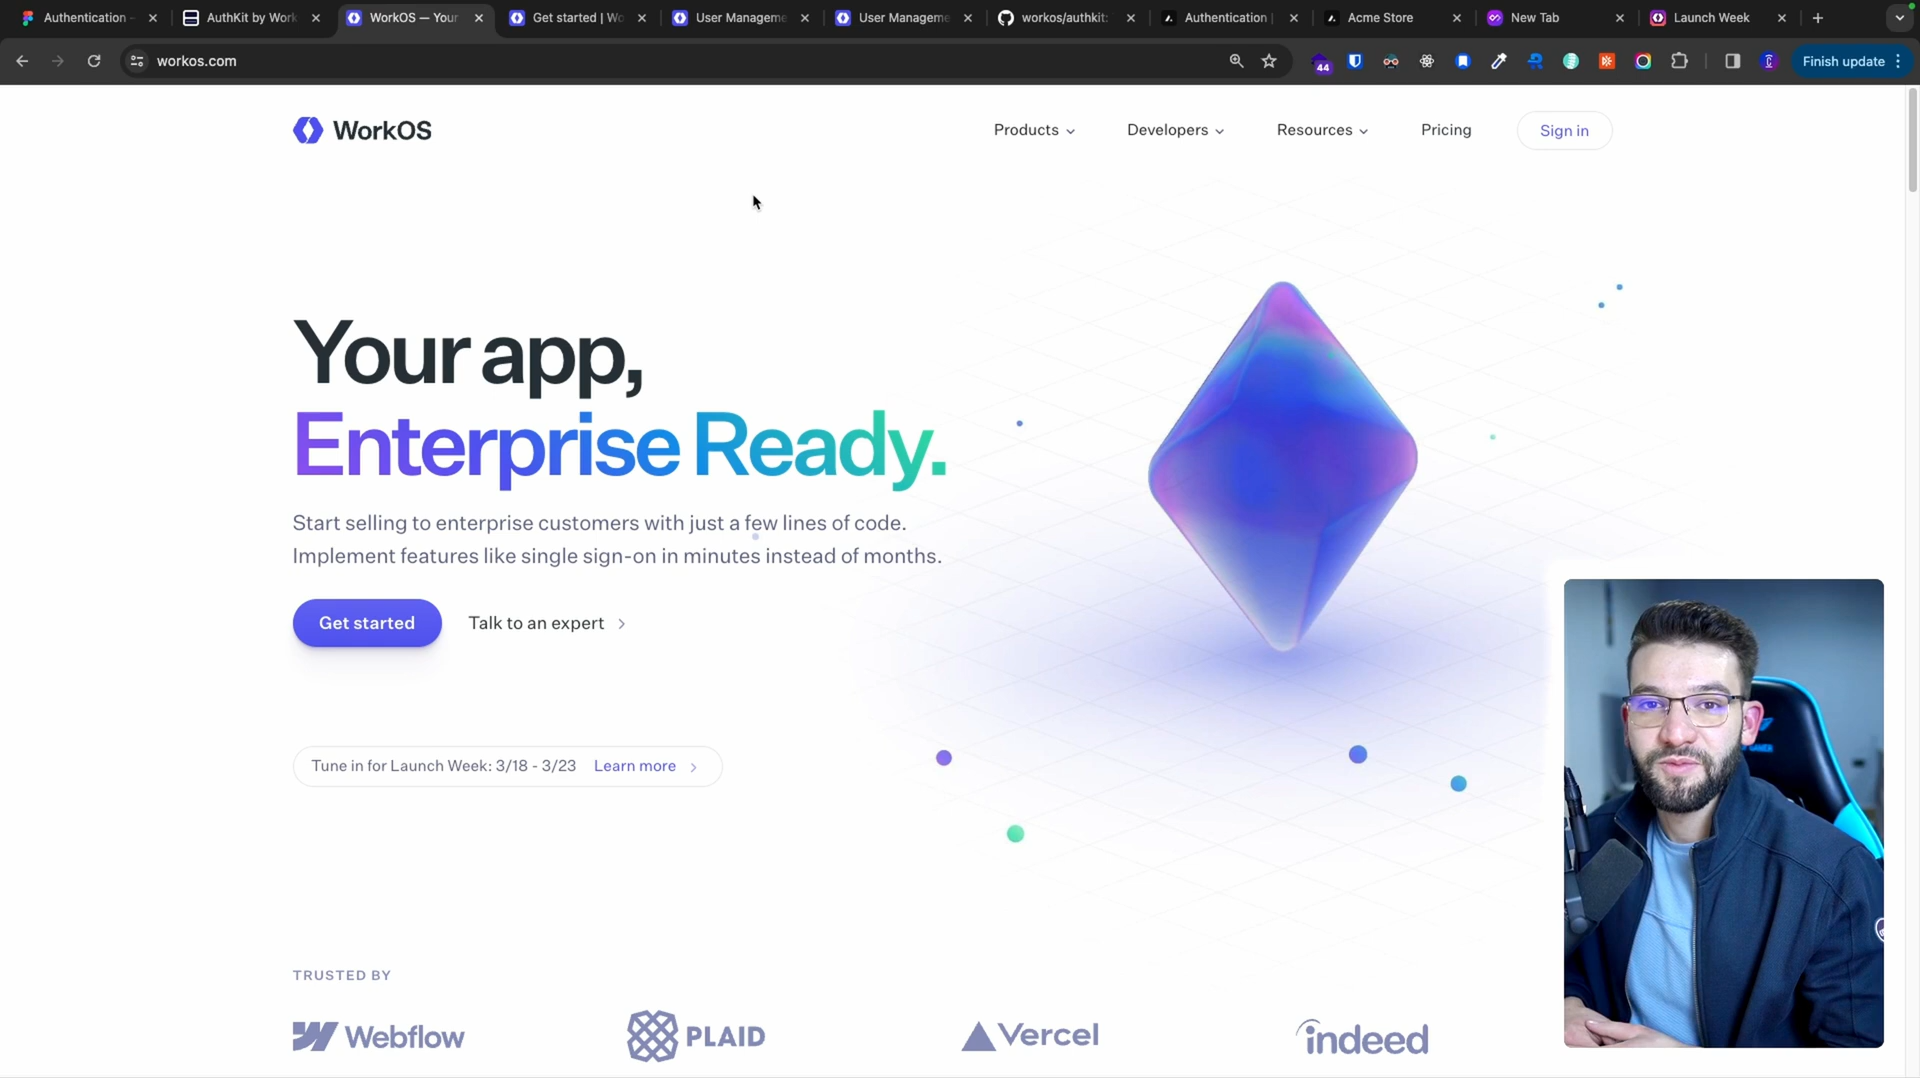 Authentication -
AuthKit by Work
WorkOS — Your
Get started | Wo
User Manageme
User Manageme
workos/authkit:
Authentication |
Acme Store
New Tab
Launch Week
workos.com
44
Finish update
WorkOS
Products
Developers
Resources
Pricing
Sign in
Your app,
Enterprise Ready.
Start selling to enterprise customers with just a few lines of code.
Implement features like single sign-on in minutes instead of months.
Get started
Talk to an expert
Tune in for Launch Week: 3/18 - 3/23 Learn more
TRUSTED BY
Webflow
PLAID
Vercel
indeed